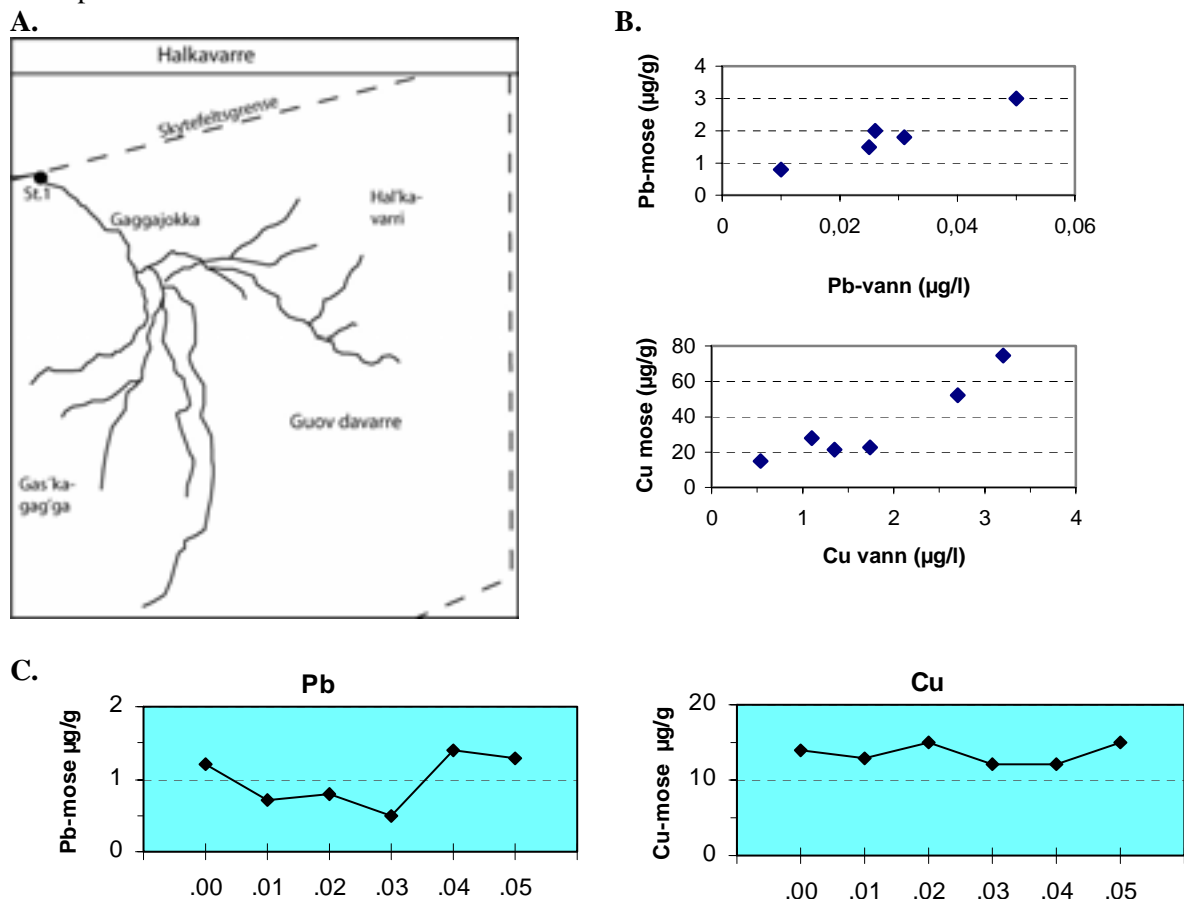 A.
Halkavarre
Skytefeltsgrense
St.1
Gaggajokka
Hal'ka-
varri
Guov davarre
Gas'ka-
gag'ga
B.
4
3
2
1
0
Pb-mose (µg/g)
0
0,02
0,04
0,06
Pb-vann (µg/l)
80
60
40
20
0
Cu mose (µg/g)
0
1
2
3
4
Cu vann (µg/l)
C.
Pb
2
1
0
Pb-mose µg/g
.00
.01
.02
.03
.04
.05
Cu
20
10
0
Cu-mose µg/g
.00
.01
.02
.03
.04
.05